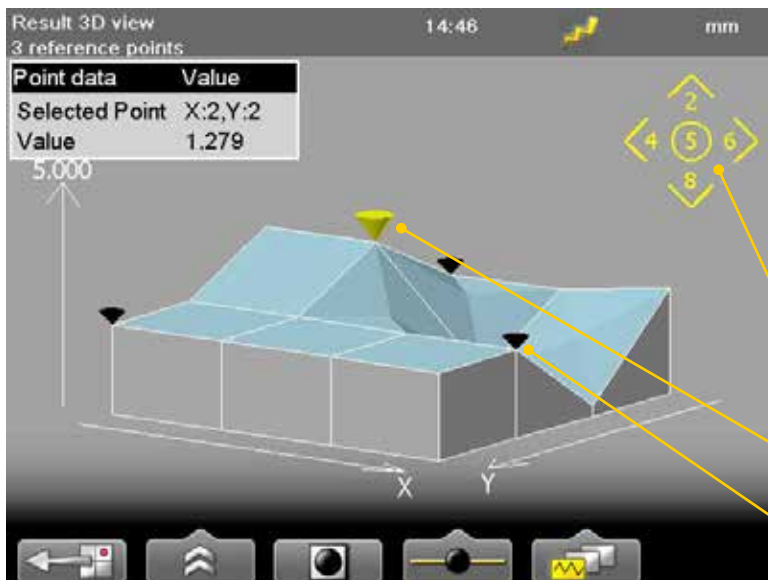 Result 3D view 14:46 mm
3 reference points
Point data Value
Selected Point X:2,Y:2
Value 1.279
5.000
2
4 5 6
8
X Y